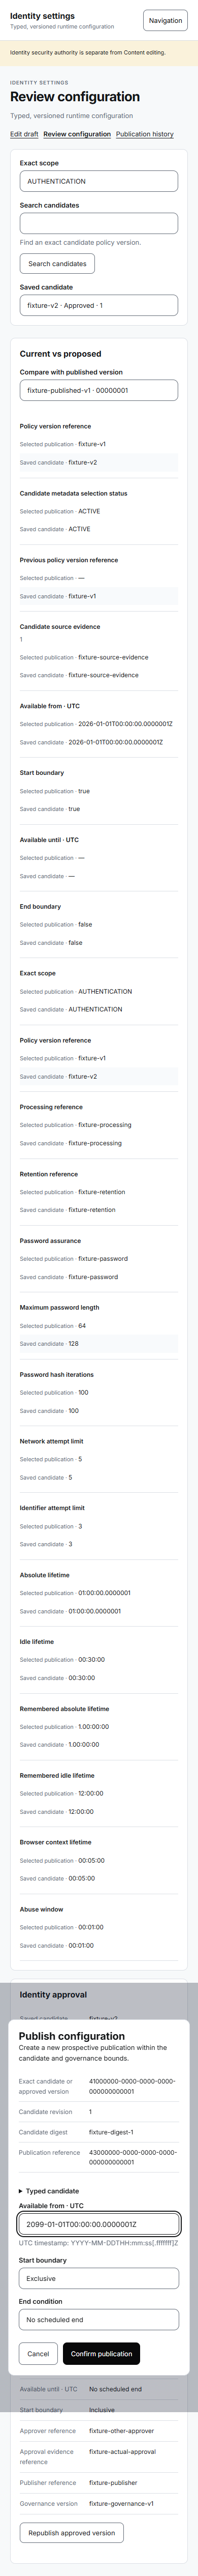 Identity settings
Typed, versioned runtime configuration
Navigation
Identity security authority is separate from Content editing.
IDENTITY SETTINGS
Review configuration
Typed, versioned runtime configuration
Edit draft Review configuration Publication history
Exact scope
AUTHENTICATION
Search candidates
Find an exact candidate policy version.
Search candidates
Saved candidate
fixture-v2 · Approved · 1
Current vs proposed
Compare with published version
fixture-published-v1 · 00000001
Policy version reference
Selected publication · fixture-v1
Saved candidate · fixture-v2
Candidate metadata selection status
Selected publication · ACTIVE
Saved candidate · ACTIVE
Previous policy version reference
Selected publication · —
Saved candidate · fixture-v1
Candidate source evidence
1
Selected publication · fixture-source-evidence
Saved candidate · fixture-source-evidence
Available from · UTC
Selected publication · 2026-01-01T00:00:00.0000001Z
Saved candidate · 2026-01-01T00:00:00.0000001Z
Start boundary
Selected publication · true
Saved candidate · true
Available until · UTC
Selected publication · —
Saved candidate · —
End boundary
Selected publication · false
Saved candidate · false
Exact scope
Selected publication · AUTHENTICATION
Saved candidate · AUTHENTICATION
Policy version reference
Selected publication · fixture-v1
Saved candidate · fixture-v2
Processing reference
Selected publication · fixture-processing
Saved candidate · fixture-processing
Retention reference
Selected publication · fixture-retention
Saved candidate · fixture-retention
Password assurance
Selected publication · fixture-password
Saved candidate · fixture-password
Maximum password length
Selected publication · 64
Saved candidate · 128
Password hash iterations
Selected publication · 100
Saved candidate · 100
Network attempt limit
Selected publication · 5
Saved candidate · 5
Identifier attempt limit
Selected publication · 3
Saved candidate · 3
Absolute lifetime
Selected publication · 01:00:00.0000001
Saved candidate · 01:00:00.0000001
Idle lifetime
Selected publication · 00:30:00
Saved candidate · 00:30:00
Remembered absolute lifetime
Selected publication · 1.00:00:00
Saved candidate · 1.00:00:00
Remembered idle lifetime
Selected publication · 12:00:00
Saved candidate · 12:00:00
Browser context lifetime
Selected publication · 00:05:00
Saved candidate · 00:05:00
Abuse window
Selected publication · 00:01:00
Saved candidate · 00:01:00
Identity approval
Saved candidate fixture-v2
Publish configuration
Create a new prospective publication within the
candidate and governance bounds.
Exact candidate or 41000000-0000-0000-0000-
approved version 000000000001
Candidate revision 1
Candidate digest fixture-digest-1
Publication reference 43000000-0000-0000-0000-
000000000001
Typed candidate
Available from · UTC
2099-01-01T00:00:00.0000001Z
UTC timestamp: YYYY-MM-DDTHH:mm:ss[.fffffff]Z
Start boundary
Exclusive
End condition
No scheduled end
Cancel Confirm publication
Available until · UTC No scheduled end
Start boundary Inclusive
Approver reference fixture-other-approver
Approval evidence fixture-actual-approval
reference
Publisher reference fixture-publisher
Governance version fixture-governance-v1
Republish approved version